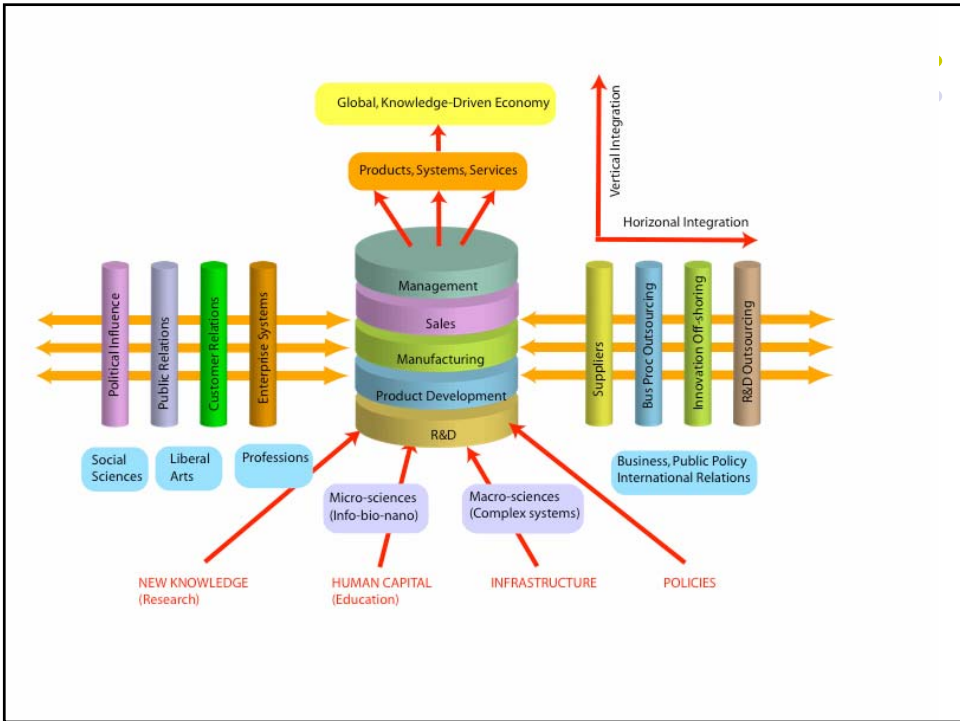 Global, Knowledge-Driven Economy
Products, Systems, Services
Vertical Integration
Horizonal Integration
Management
Sales
Manufacturing
Product Development
R&D
Political Influence
Public Relations
Customer Relations
Enterprise Systems
Suppliers
Bus Proc Outsourcing
Innovation Off-shoring
R&D Outsourcing
Social
Sciences
Liberal
Arts
Professions
Business, Public Policy
International Relations
Micro-sciences
(Info-bio-nano)
Macro-sciences
(Complex systems)
NEW KNOWLEDGE
(Research)
HUMAN CAPITAL
(Education)
INFRASTRUCTURE
POLICIES